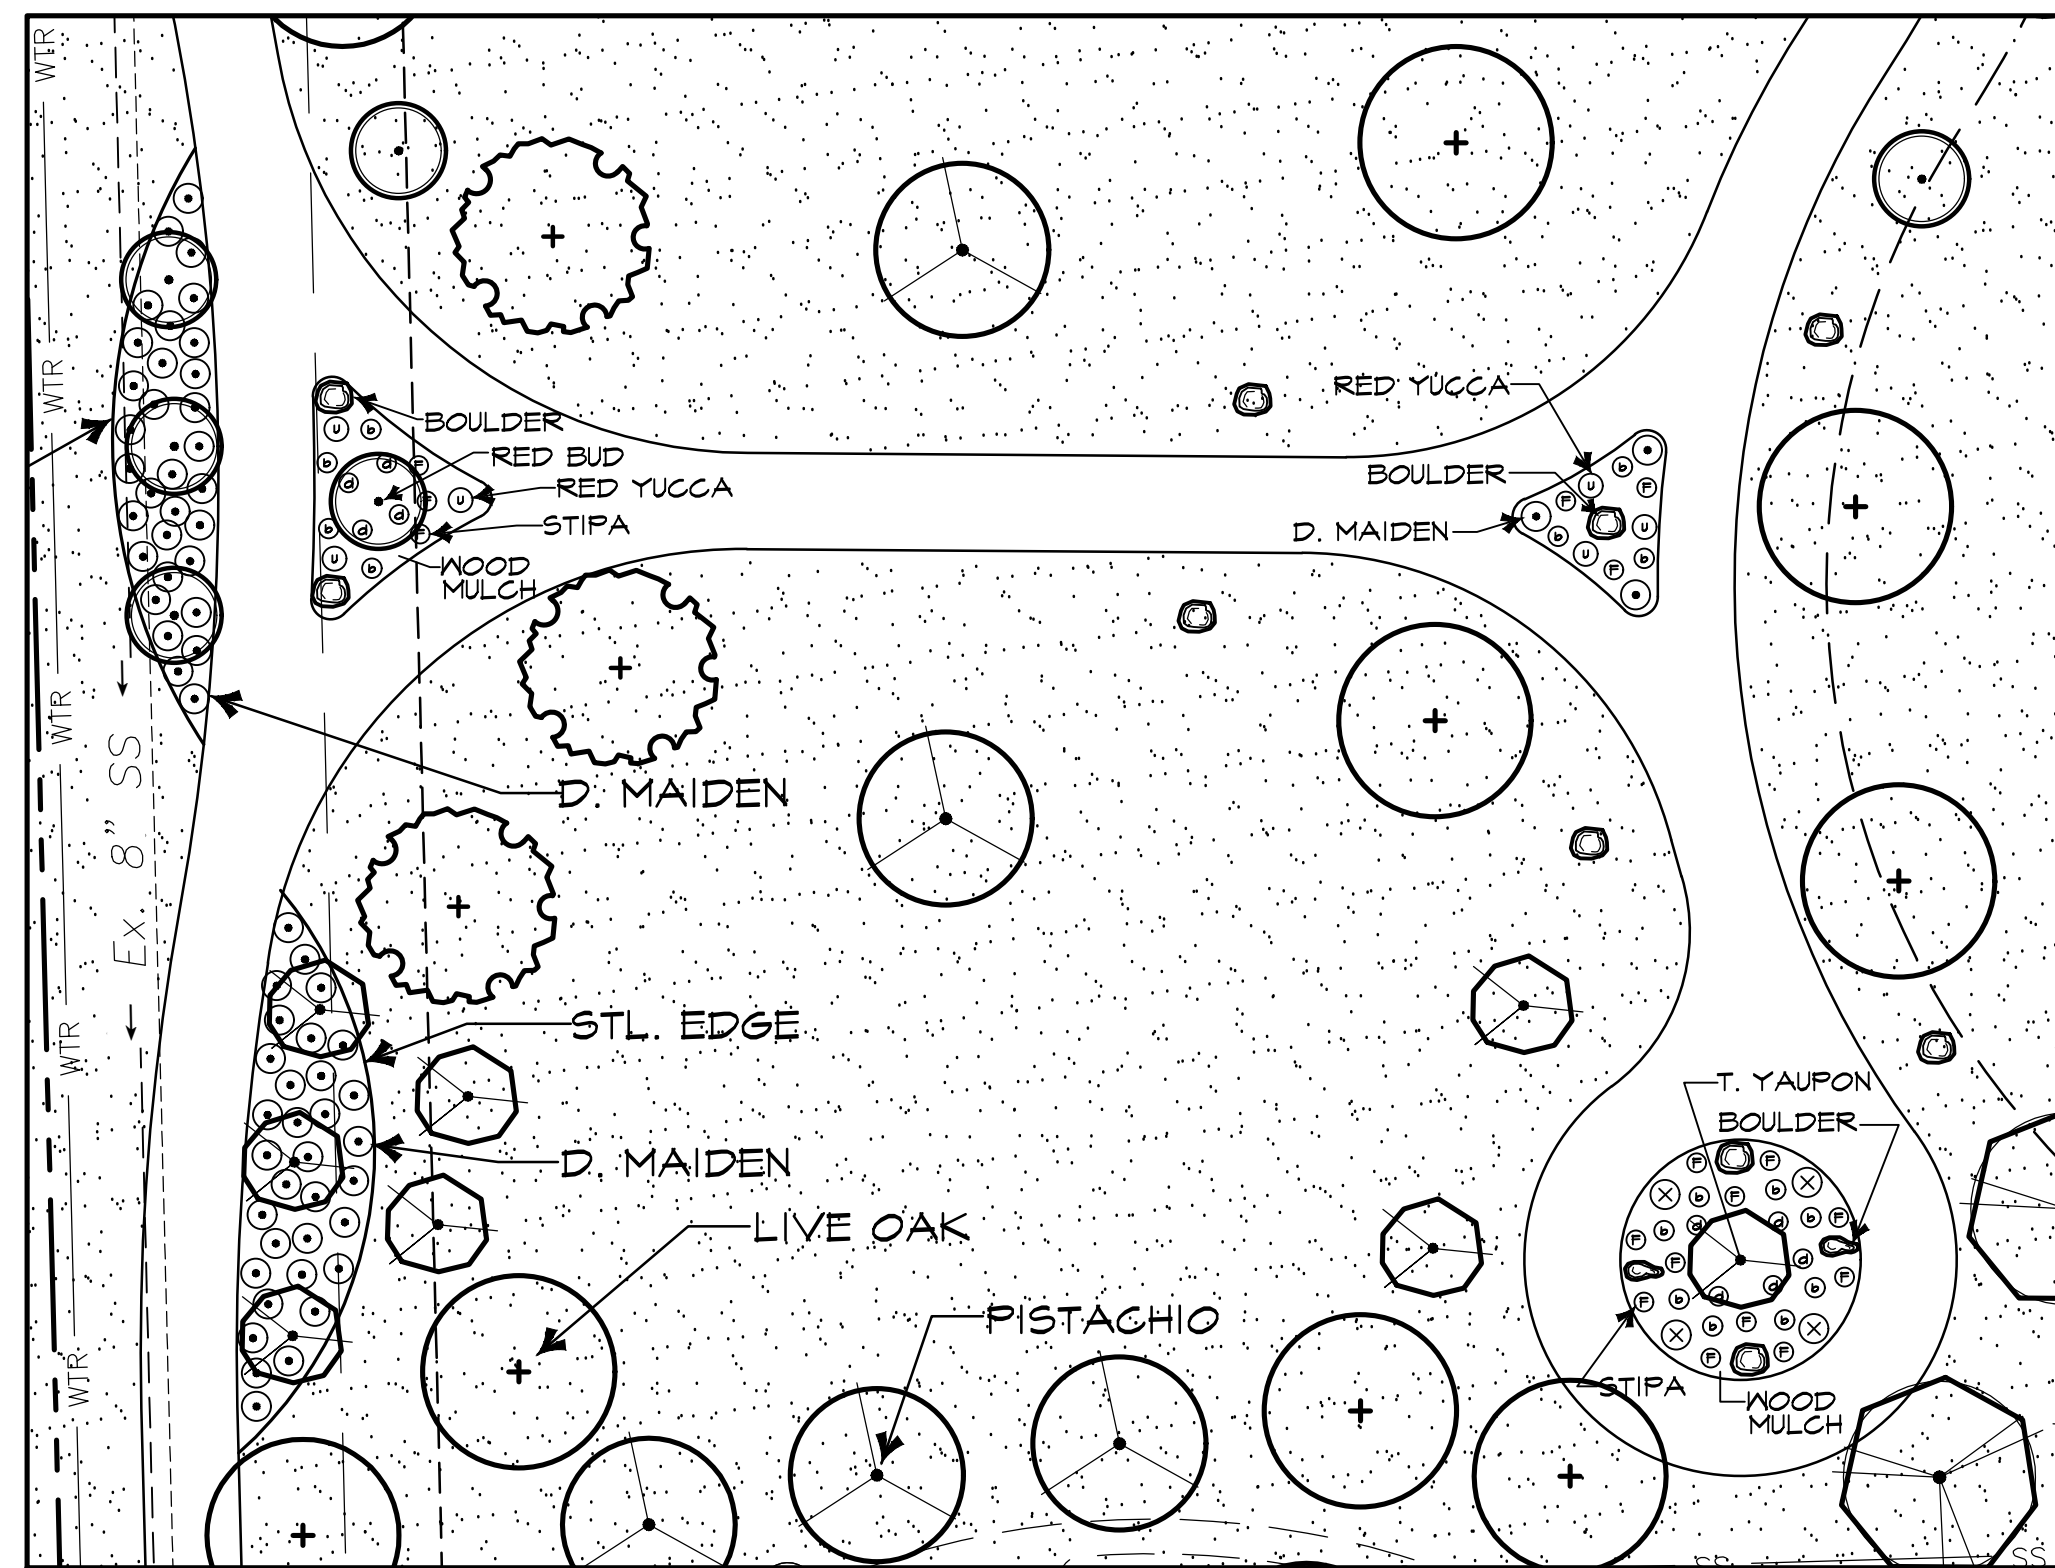 WTR
WTR
RED YUCCA
BOULDER
RED BUD
BOULDER
RED YUCCA
STIPA
D. MAIDEN
WOOD
MULCH
WTR
Ex. 8" SS
D. MAIDEN
STL. EDGE
WTR
T. YAUPON
BOULDER
D. MAIDEN
LIVE OAK
PISTACHIO
WTR
STIPA
WOOD
MULCH
SS